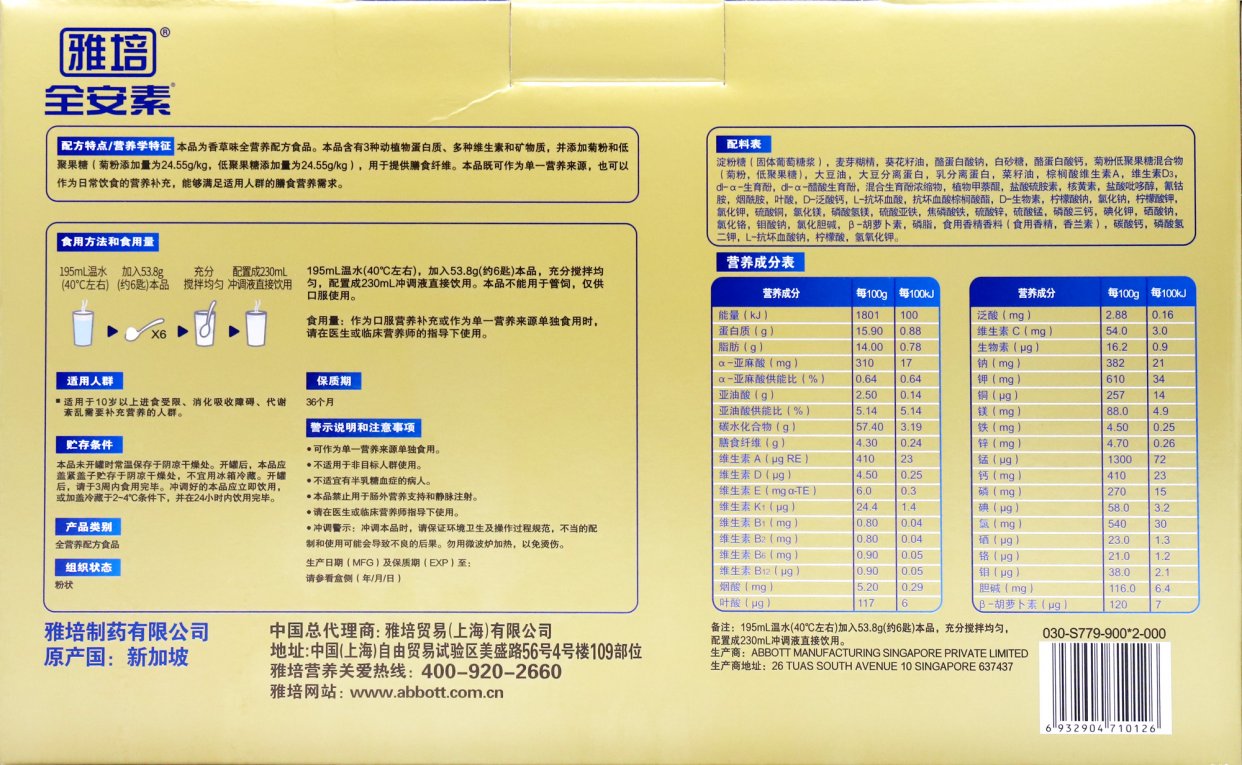 雅培®
全安素®
配方特点/营养学特征 本品为香草味全营养配方食品。本品含有3种动植物蛋白质、多种维生素和矿物质，并添加菊粉和低
聚果糖（菊粉添加量为24.55g/kg，低聚果糖添加量为24.55g/kg），用于提供膳食纤维。本品既可作为单一营养来源，也可以
作为日常饮食的营养补充，能够满足适用人群的膳食营养需求。
食用方法和食用量
195mL温水 加入53.8g 充分 配置成230mL
(40℃左右) (约6匙)本品 搅拌均匀 冲调液直接饮用
X6
195mL温水(40℃左右)，加入53.8g(约6匙)本品，充分搅拌均
匀，配置成230mL冲调液直接饮用。本品不能用于管饲，仅供
口服使用。
食用量：作为口服营养补充或作为单一营养来源单独食用时，
请在医生或临床营养师的指导下使用。
适用人群
适用于10岁以上进食受限、消化吸收障碍、代谢
紊乱需要补充营养的人群。
贮存条件
本品未开罐时常温保存于阴凉干燥处。开罐后，本品应
盖紧盖子贮存于阴凉干燥处，不宜用冰箱冷藏。开罐
后，请于3周内食用完毕。冲调好的本品应立即饮用，
或加盖冷藏于2~4℃条件下，并在24小时内饮用完毕。
产品类别
全营养配方食品
组织状态
粉状
保质期
36个月
警示说明和注意事项
• 可作为单一营养来源单独食用。
• 不适用于非目标人群使用。
• 不适宜有半乳糖血症的病人。
• 本品禁止用于肠外营养支持和静脉注射。
• 请在医生或临床营养师指导下使用。
• 冲调警示：冲调本品时，请保证环境卫生及操作过程规范，不当的配
制和使用可能会导致不良的后果。勿用微波炉加热，以免烫伤。
生产日期（MFG）及保质期（EXP）至：
请参看盒侧（年/月/日）
雅培制药有限公司
原产国：新加坡
中国总代理商：雅培贸易(上海)有限公司
地址:中国(上海)自由贸易试验区美盛路56号4号楼109部位
雅培营养关爱热线：400-920-2660
雅培网站：www.abbott.com.cn
配料表
淀粉糖（固体葡萄糖浆），麦芽糊精，葵花籽油，酪蛋白酸钠，白砂糖，酪蛋白酸钙，菊粉低聚果糖混合物
（菊粉，低聚果糖），大豆油，大豆分离蛋白，乳分离蛋白，菜籽油，棕榈酸维生素A，维生素D₃，
dl-α-生育酚，dl-α-醋酸生育酚，混合生育酚浓缩物，植物甲萘醌，盐酸硫胺素，核黄素，盐酸吡哆醇，氰钴
胺，烟酰胺，叶酸，D-泛酸钙，L-抗坏血酸，抗坏血酸棕榈酸酯，D-生物素，柠檬酸钠，氯化钠，柠檬酸钾，
氯化钾，硫酸铜，氯化镁，磷酸氢镁，硫酸亚铁，焦磷酸铁，硫酸锌，硫酸锰，磷酸三钙，碘化钾，硒酸钠，
氯化铬，钼酸钠，氯化胆碱，β-胡萝卜素，磷脂，食用香精香料（食用香精，香兰素），碳酸钙，磷酸氢
二钾，L-抗坏血酸钠，柠檬酸，氢氧化钾。
营养成分表
营养成分 每100g 每100kJ
能量（kJ） 1801 100
蛋白质（g） 15.90 0.88
脂肪（g） 14.00 0.78
α-亚麻酸（mg） 310 17
α-亚麻酸供能比（%） 0.64 0.64
亚油酸（g） 2.50 0.14
亚油酸供能比（%） 5.14 5.14
碳水化合物（g） 57.40 3.19
膳食纤维（g） 4.30 0.24
维生素A（μg RE） 410 23
维生素D（μg） 4.50 0.25
维生素E（mg α-TE） 6.0 0.3
维生素K₁（μg） 24.4 1.4
维生素B₁（mg） 0.80 0.04
维生素B₂（mg） 0.80 0.04
维生素B₆（mg） 0.90 0.05
维生素B₁₂（μg） 0.90 0.05
烟酸（mg） 5.20 0.29
叶酸（μg） 117 6
营养成分 每100g 每100kJ
泛酸（mg） 2.88 0.16
维生素C（mg） 54.0 3.0
生物素（μg） 16.2 0.9
钠（mg） 382 21
钾（mg） 610 34
铜（μg） 257 14
镁（mg） 88.0 4.9
铁（mg） 4.50 0.25
锌（mg） 4.70 0.26
锰（μg） 1300 72
钙（mg） 410 23
磷（mg） 270 15
碘（μg） 58.0 3.2
氯（mg） 540 30
硒（μg） 23.0 1.3
铬（μg） 21.0 1.2
钼（μg） 38.0 2.1
胆碱（mg） 116.0 6.4
β-胡萝卜素（μg） 120 7
备注：195mL温水(40℃左右)加入53.8g(约6匙)本品，充分搅拌均匀，
配置成230mL冲调液直接饮用。
生产商：ABBOTT MANUFACTURING SINGAPORE PRIVATE LIMITED
生产商地址：26 TUAS SOUTH AVENUE 10 SINGAPORE 637437
030-S779-900*2-000
6 932904 710126